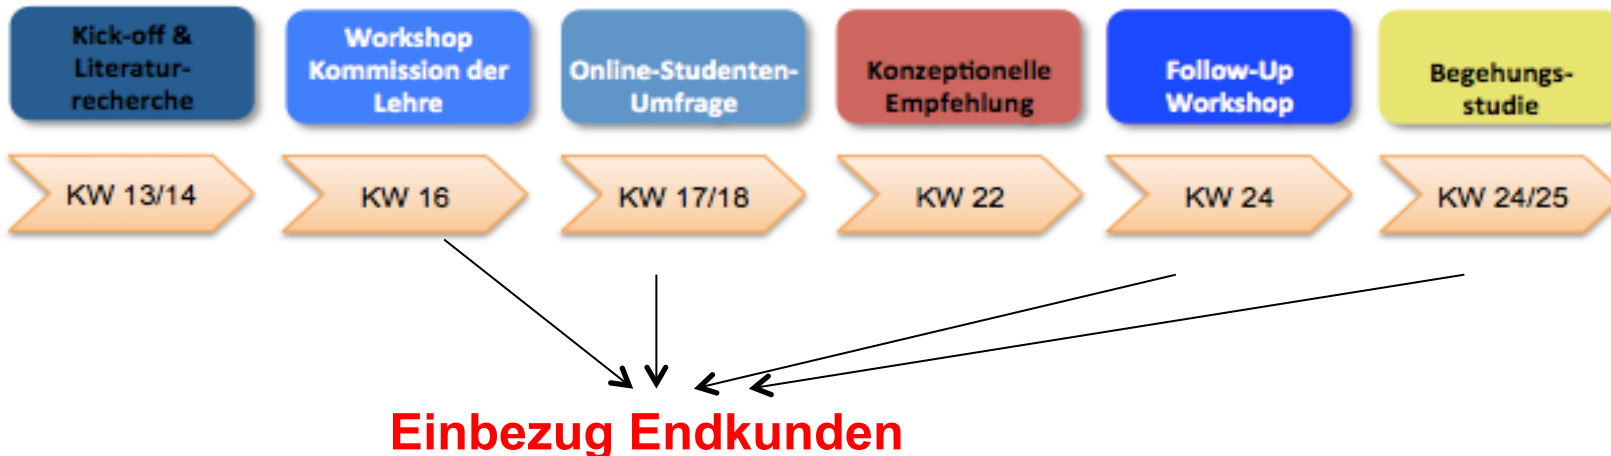 Kick-off &
Literatur-
recherche
Workshop
Kommission der
Lehre
Online-Studenten-
Umfrage
Konzeptionelle
Empfehlung
Follow-Up
Workshop
Begehungs-
studie
KW 13/14
KW 16
KW 17/18
KW 22
KW 24
KW 24/25
Einbezug Endkunden